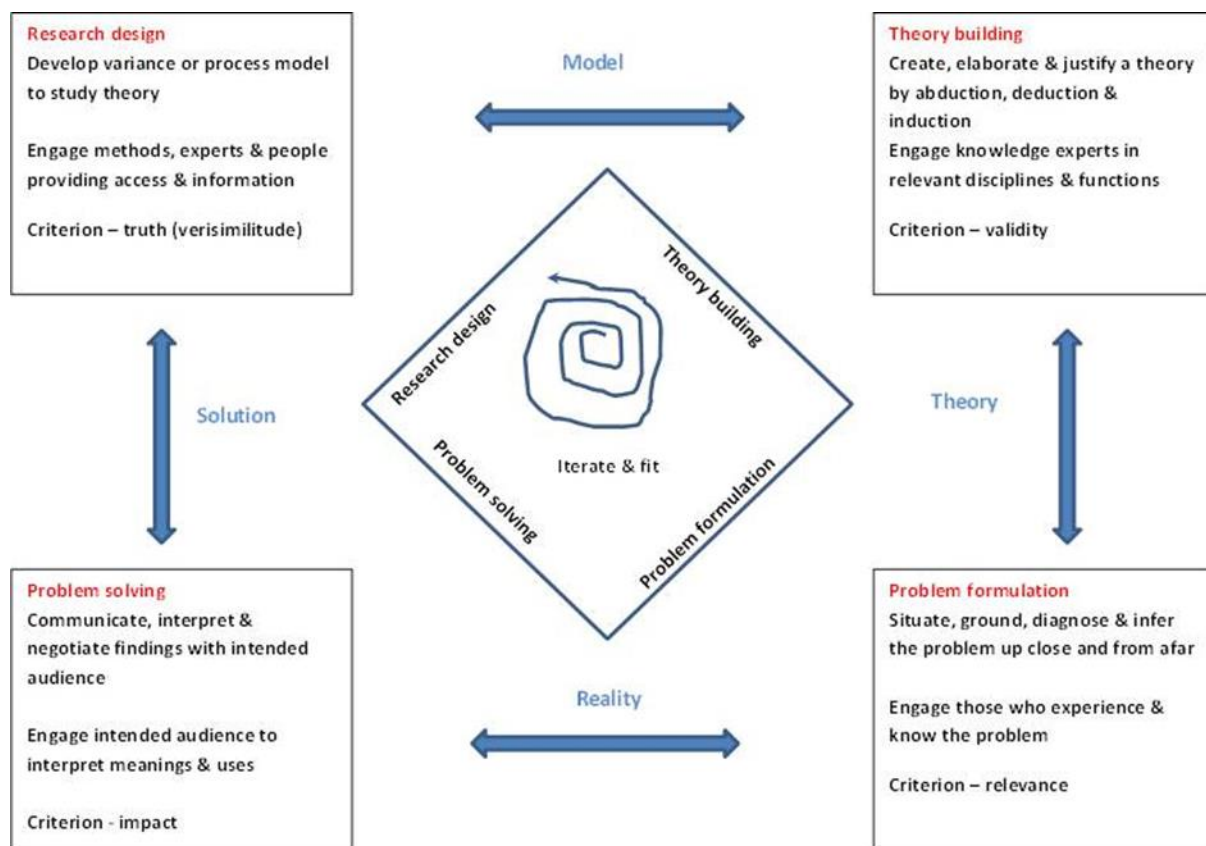 Research design
Develop variance or process model
to study theory
Engage methods, experts & people
providing access & information
Criterion – truth (verisimilitude)
Model
Theory building
Create, elaborate & justify a theory
by abduction, deduction &
induction
Engage knowledge experts in
relevant disciplines & functions
Criterion – validity
Research design
Theory building
Solution
Theory
Iterate & fit
Problem solving
Problem formulation
Problem solving
Communicate, interpret &
negotiate findings with intended
audience
Engage intended audience to
interpret meanings & uses
Criterion - impact
Reality
Problem formulation
Situate, ground, diagnose & infer
the problem up close and from afar
Engage those who experience &
know the problem
Criterion – relevance